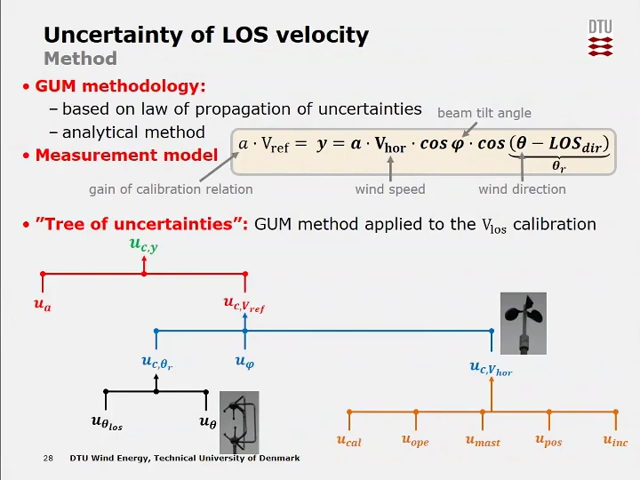 Uncertainty of LOS velocity
DTU
Method
• GUM methodology:
– based on law of propagation of uncertainties
beam tilt angle
– analytical method
a · V_ref = y = a · V_hor · cos φ · cos (θ − LOS_dir)
• Measurement model
θ_r
gain of calibration relation wind speed wind direction
• ”Tree of uncertainties”: GUM method applied to the V_los calibration
u_c,y
u_a u_c,V_ref
u_c,θ_r u_φ u_c,V_hor
u_θ_los u_θ
u_cal u_ope u_mast u_pos u_inc
28 DTU Wind Energy, Technical University of Denmark